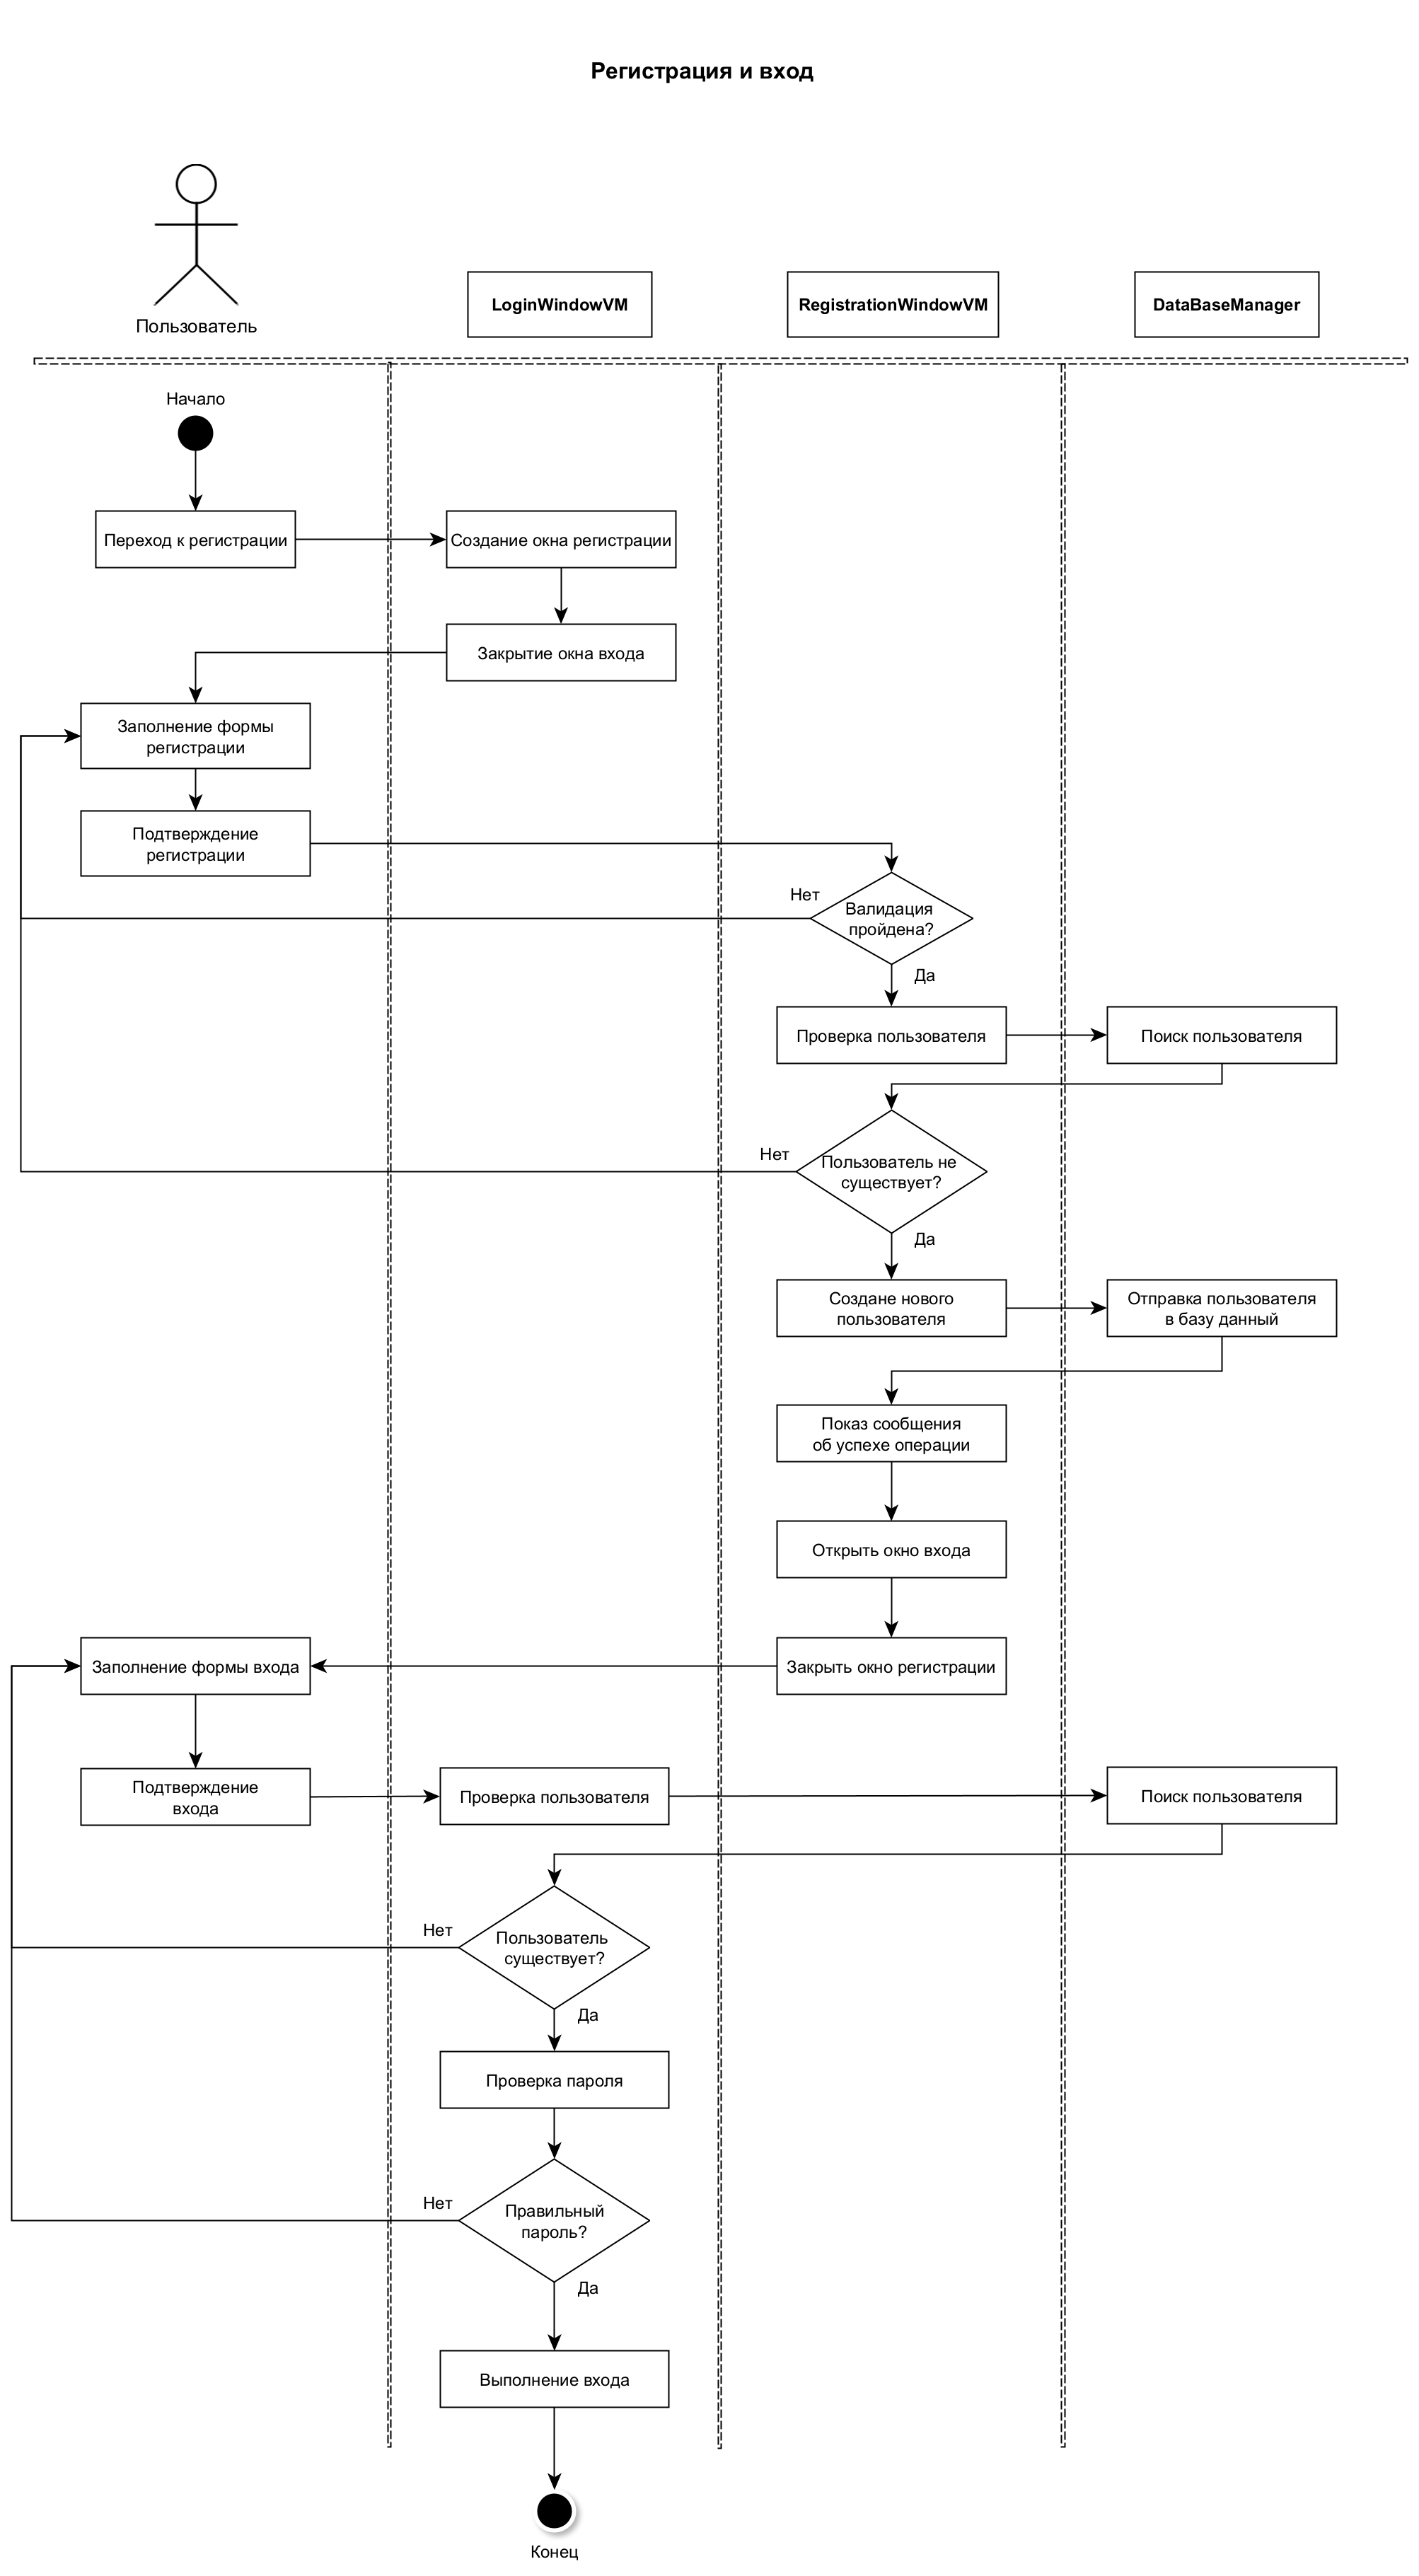 Регистрация и вход
Пользователь
LoginWindowVM
RegistrationWindowVM
DataBaseManager
Начало
Переход к регистрации
Создание окна регистрации
Закрытие окна входа
Заполнение формы
регистрации
Подтверждение
регистрации
Нет
Валидация
пройдена?
Да
Проверка пользователя
Поиск пользователя
Нет
Пользователь не
существует?
Да
Создане нового
пользователя
Отправка пользователя
в базу данный
Показ сообщения
об успехе операции
Открыть окно входа
Заполнение формы входа
Закрыть окно регистрации
Подтверждение
входа
Проверка пользователя
Поиск пользователя
Нет
Пользователь
существует?
Да
Проверка пароля
Нет
Правильный
пароль?
Да
Выполнение входа
Конец